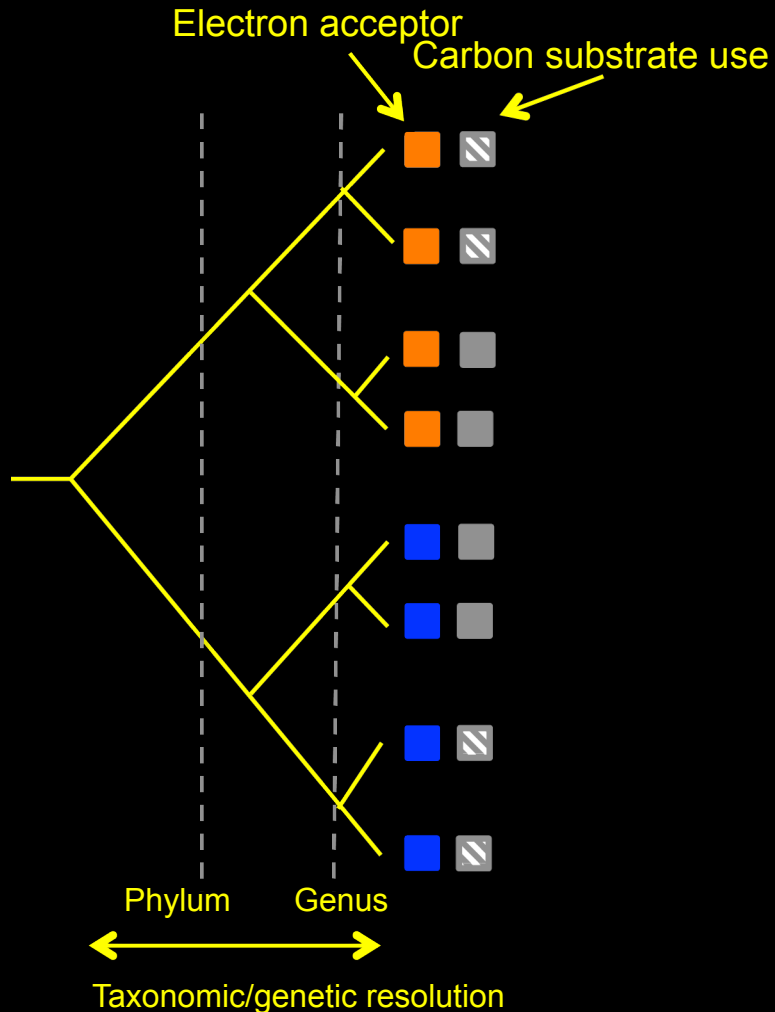 Electron acceptor
Carbon substrate use
Phylum
Genus
Taxonomic/genetic resolution